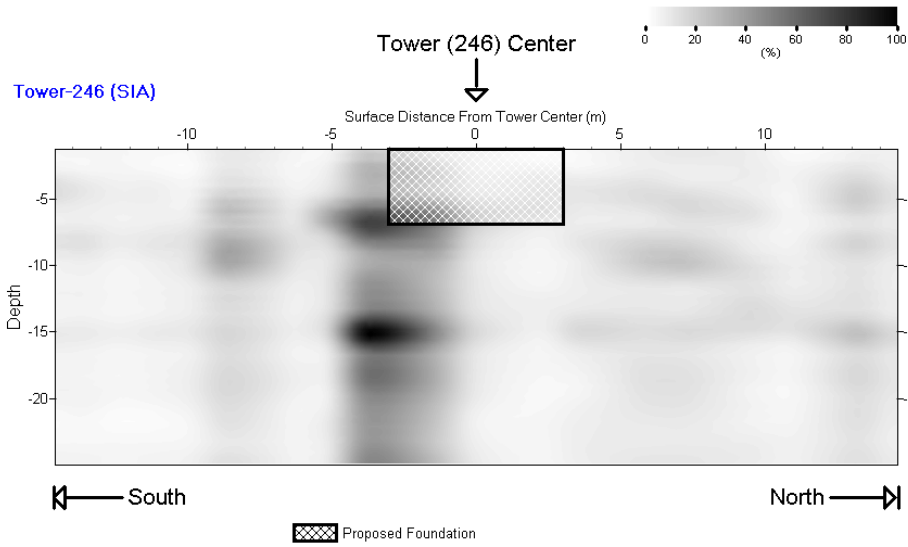 0 20 40 60 80 100
(%)
Tower (246) Center
Tower-246 (SIA)
Surface Distance From Tower Center (m)
-10 -5 0 5 10
-5
-10
Depth
-15
-20
South
North
Proposed Foundation